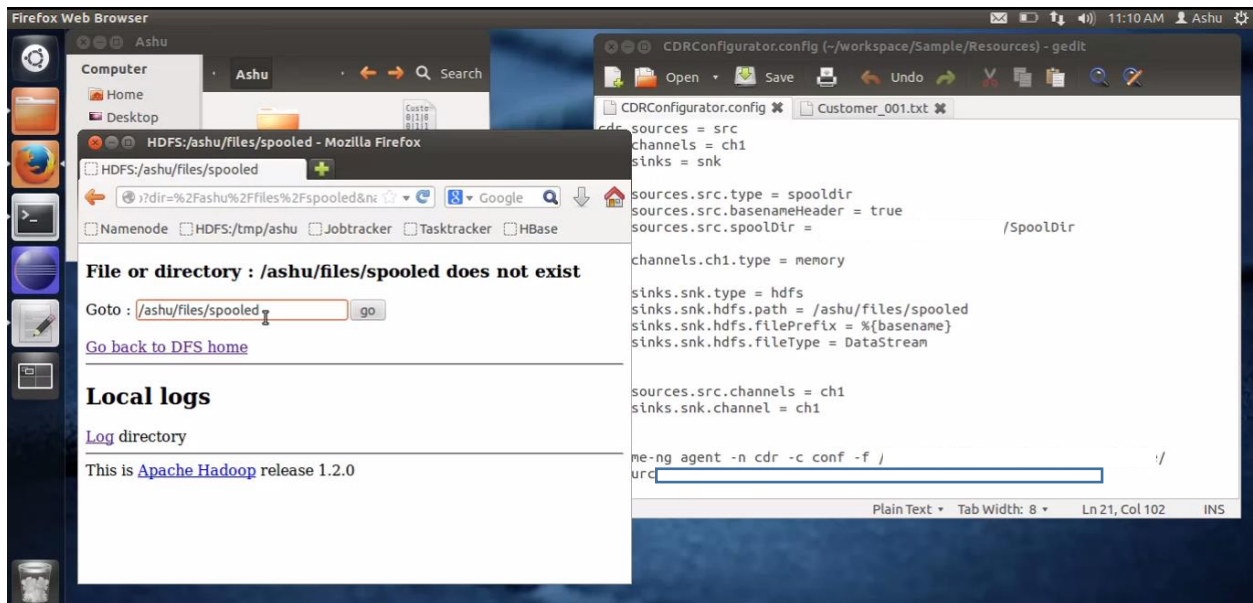 Firefox Web Browser
11:10 AM Ashu
Ashu
Computer
Home
Desktop
Ashu
Search
HDFS:/ashu/files/spooled - Mozilla Firefox
HDFS:/ashu/files/spooled
?dir=%2Fashu%2Ffiles%2Fspooled&na
Google
Namenode HDFS:/tmp/ashu Jobtracker Tasktracker HBase
File or directory : /ashu/files/spooled does not exist
Goto : /ashu/files/spooled go
Go back to DFS home
Local logs
Log directory
This is Apache Hadoop release 1.2.0
CDRConfigurator.config (~/workspace/Sample/Resources) - gedit
Open Save Undo
CDRConfigurator.config Customer_001.txt
cdr.sources = src
channels = ch1
sinks = snk
sources.src.type = spooldir
sources.src.basenameHeader = true
sources.src.spoolDir = /SpoolDir
channels.ch1.type = memory
sinks.snk.type = hdfs
sinks.snk.hdfs.path = /ashu/files/spooled
sinks.snk.hdfs.filePrefix = %{basename}
sinks.snk.hdfs.fileType = DataStream
sources.src.channels = ch1
sinks.snk.channel = ch1
me-ng agent -n cdr -c conf -f /
urc
Plain Text Tab Width: 8 Ln 21, Col 102 INS